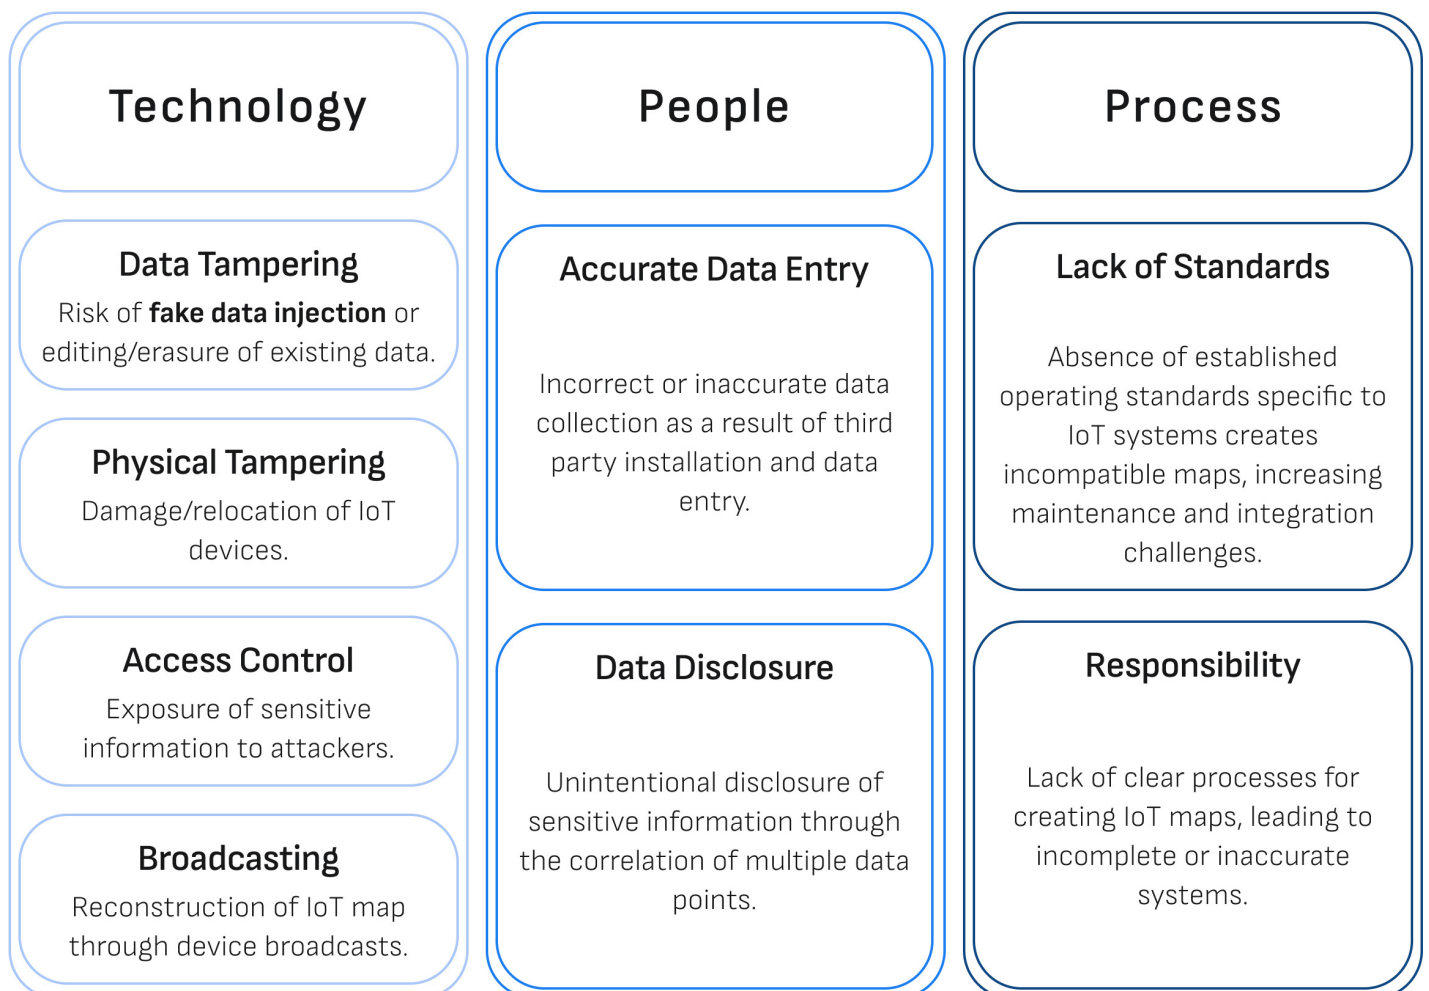 Technology
Data Tampering
Risk of fake data injection or
editing/erasure of existing data.
Physical Tampering
Damage/relocation of IoT
devices.
Access Control
Exposure of sensitive
information to attackers.
Broadcasting
Reconstruction of IoT map
through device broadcasts.
People
Accurate Data Entry
Incorrect or inaccurate data
collection as a result of third
party installation and data
entry.
Data Disclosure
Unintentional disclosure of
sensitive information through
the correlation of multiple data
points.
Process
Lack of Standards
Absence of established
operating standards specific to
IoT systems creates
incompatible maps, increasing
maintenance and integration
challenges.
Responsibility
Lack of clear processes for
creating IoT maps, leading to
incomplete or inaccurate
systems.